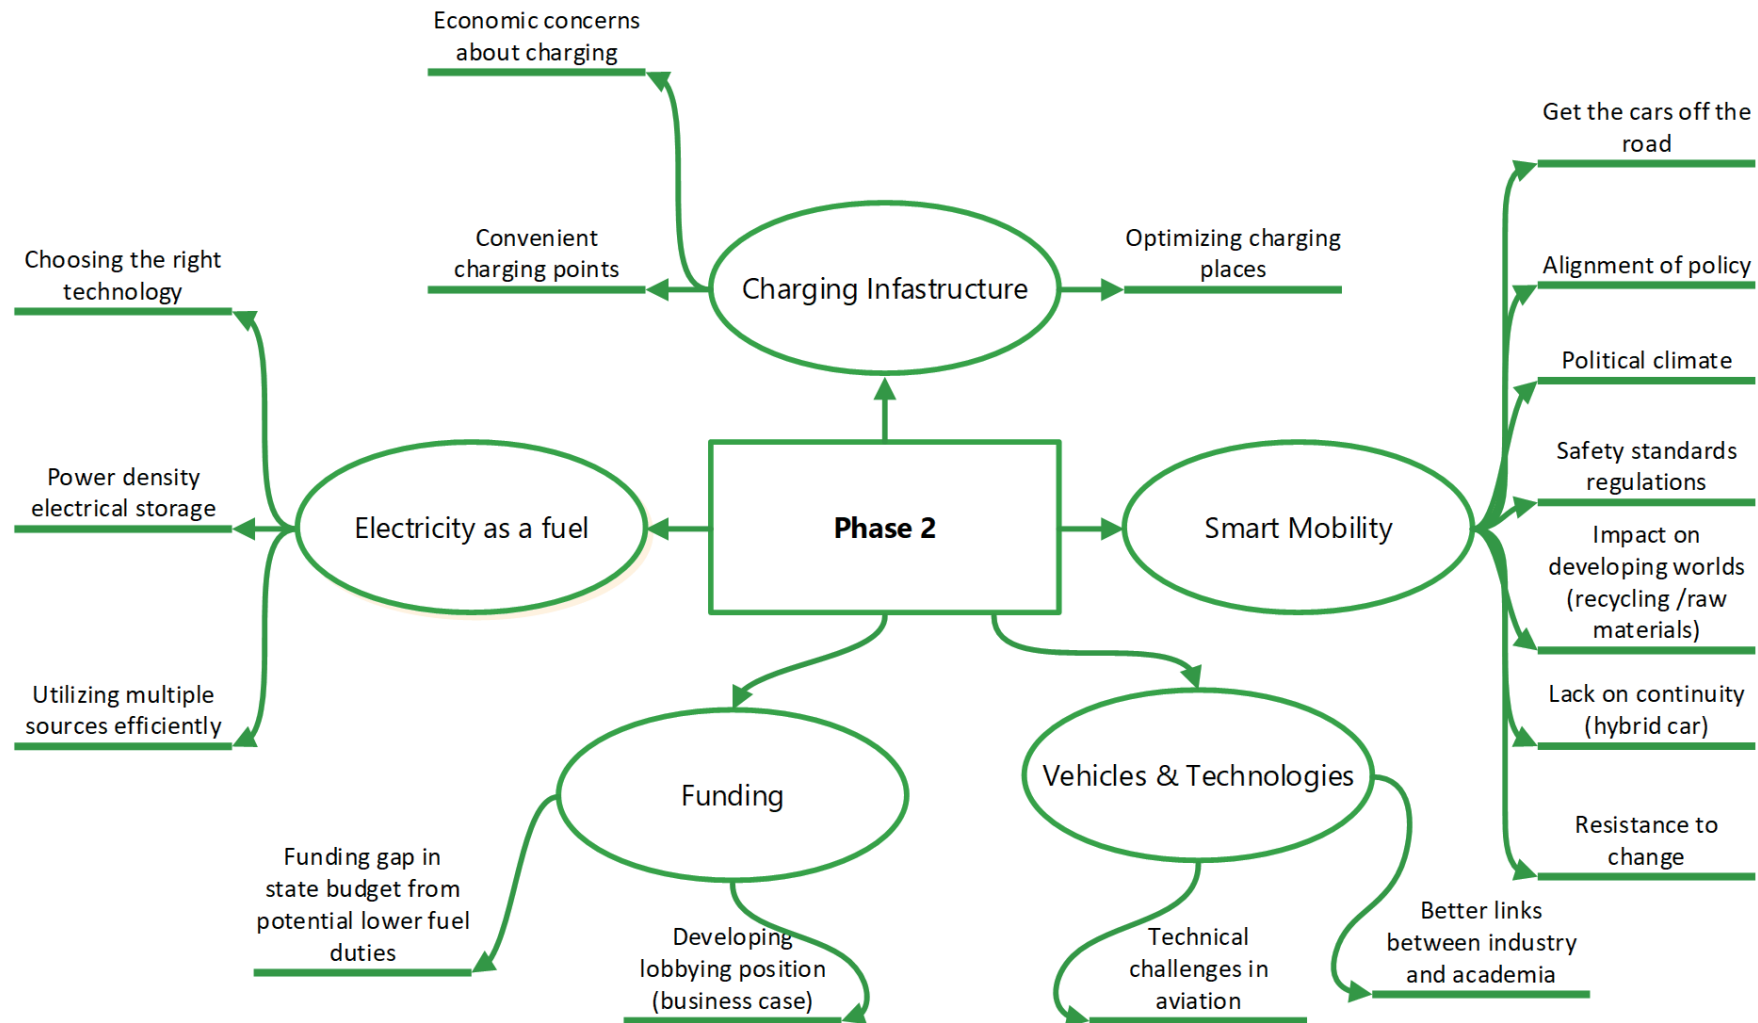 Economic concerns
about charging
Get the cars off the
road
Convenient
charging points
Charging Infastructure
Optimizing charging
places
Alignment of policy
Choosing the right
technology
Political climate
Power density
electrical storage
Electricity as a fuel
Phase 2
Smart Mobility
Safety standards
regulations
Impact on
developing worlds
(recycling /raw
materials)
Utilizing multiple
sources efficiently
Lack on continuity
(hybrid car)
Funding
Vehicles & Technologies
Resistance to
change
Funding gap in
state budget from
potential lower fuel
duties
Developing
lobbying position
(business case)
Technical
challenges in
aviation
Better links
between industry
and academia